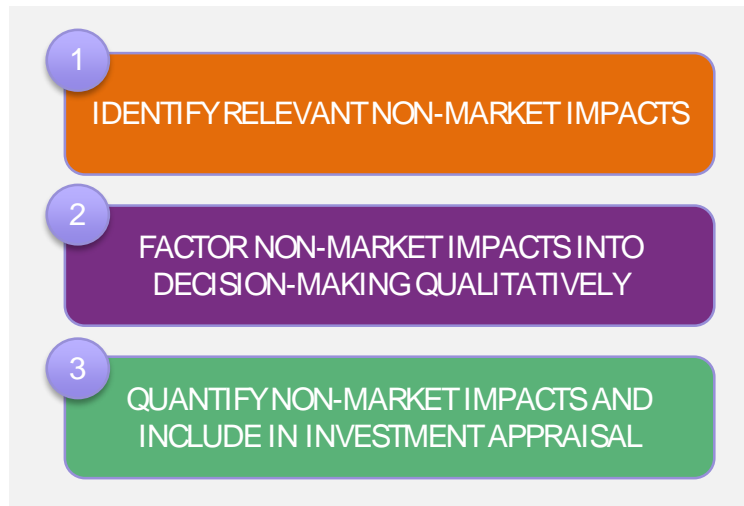 1
IDENTIFY RELEVANT NON-MARKET IMPACTS
2
FACTOR NON-MARKET IMPACTS INTO
DECISION-MAKING QUALITATIVELY
3
QUANTIFY NON-MARKET IMPACTS AND
INCLUDE IN INVESTMENT APPRAISAL